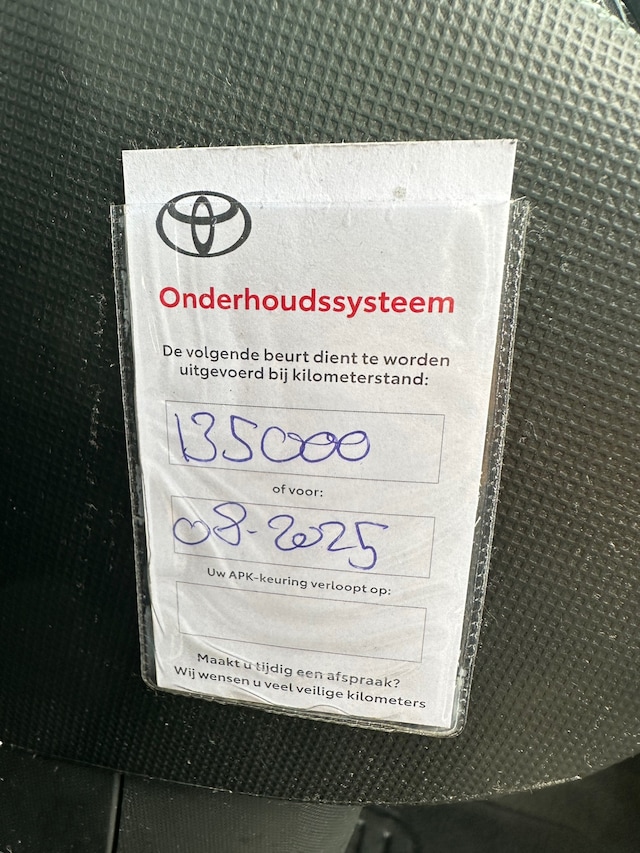 Onderhoudssysteem
De volgende beurt dient te worden
uitgevoerd bij kilometerstand:
135000
of voor:
08-2025
Uw APK-keuring verloopt op:
Maakt u tijdig een afspraak?
Wij wensen u veel veilige kilometers